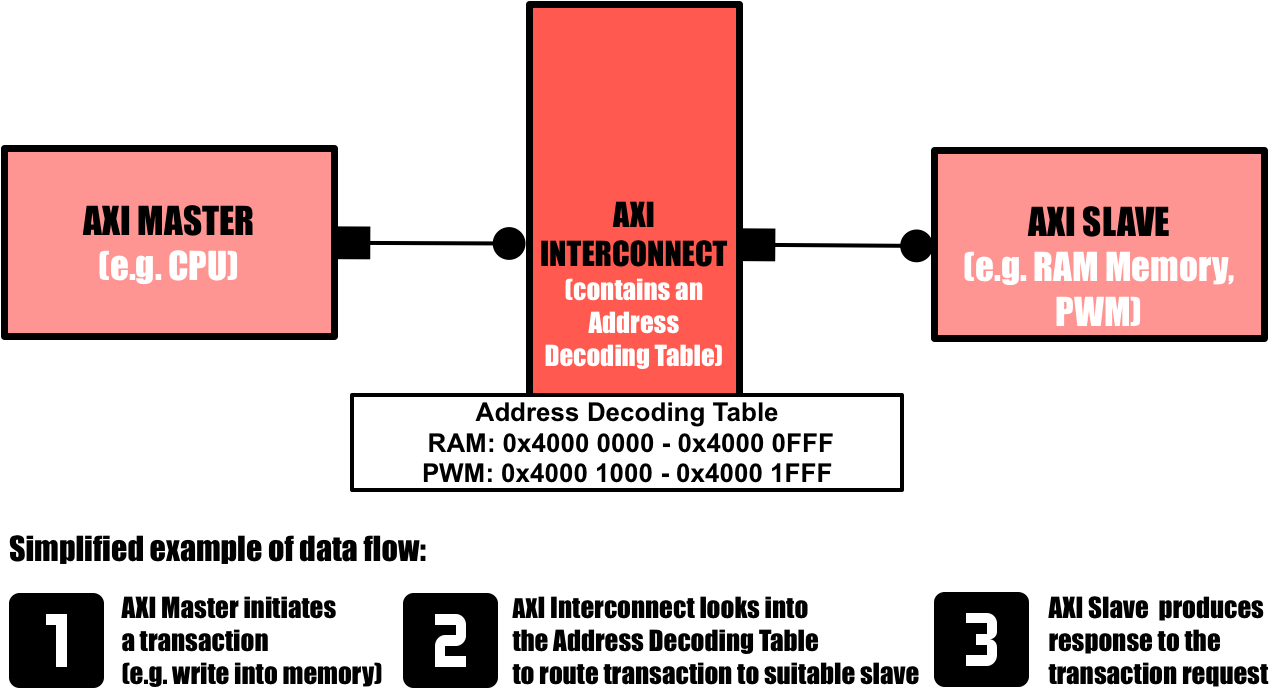 AXI MASTER
(e.g. CPU)
AXI
INTERCONNECT
(contains an
Address
Decoding Table)
AXI SLAVE
(e.g. RAM Memory,
PWM)
Address Decoding Table
RAM: 0x4000 0000 - 0x4000 0FFF
PWM: 0x4000 1000 - 0x4000 1FFF
Simplified example of data flow:
1
AXI Master initiates
a transaction
(e.g. write into memory)
2
AXI Interconnect looks into
the Address Decoding Table
to route transaction to suitable slave
3
AXI Slave produces
response to the
transaction request